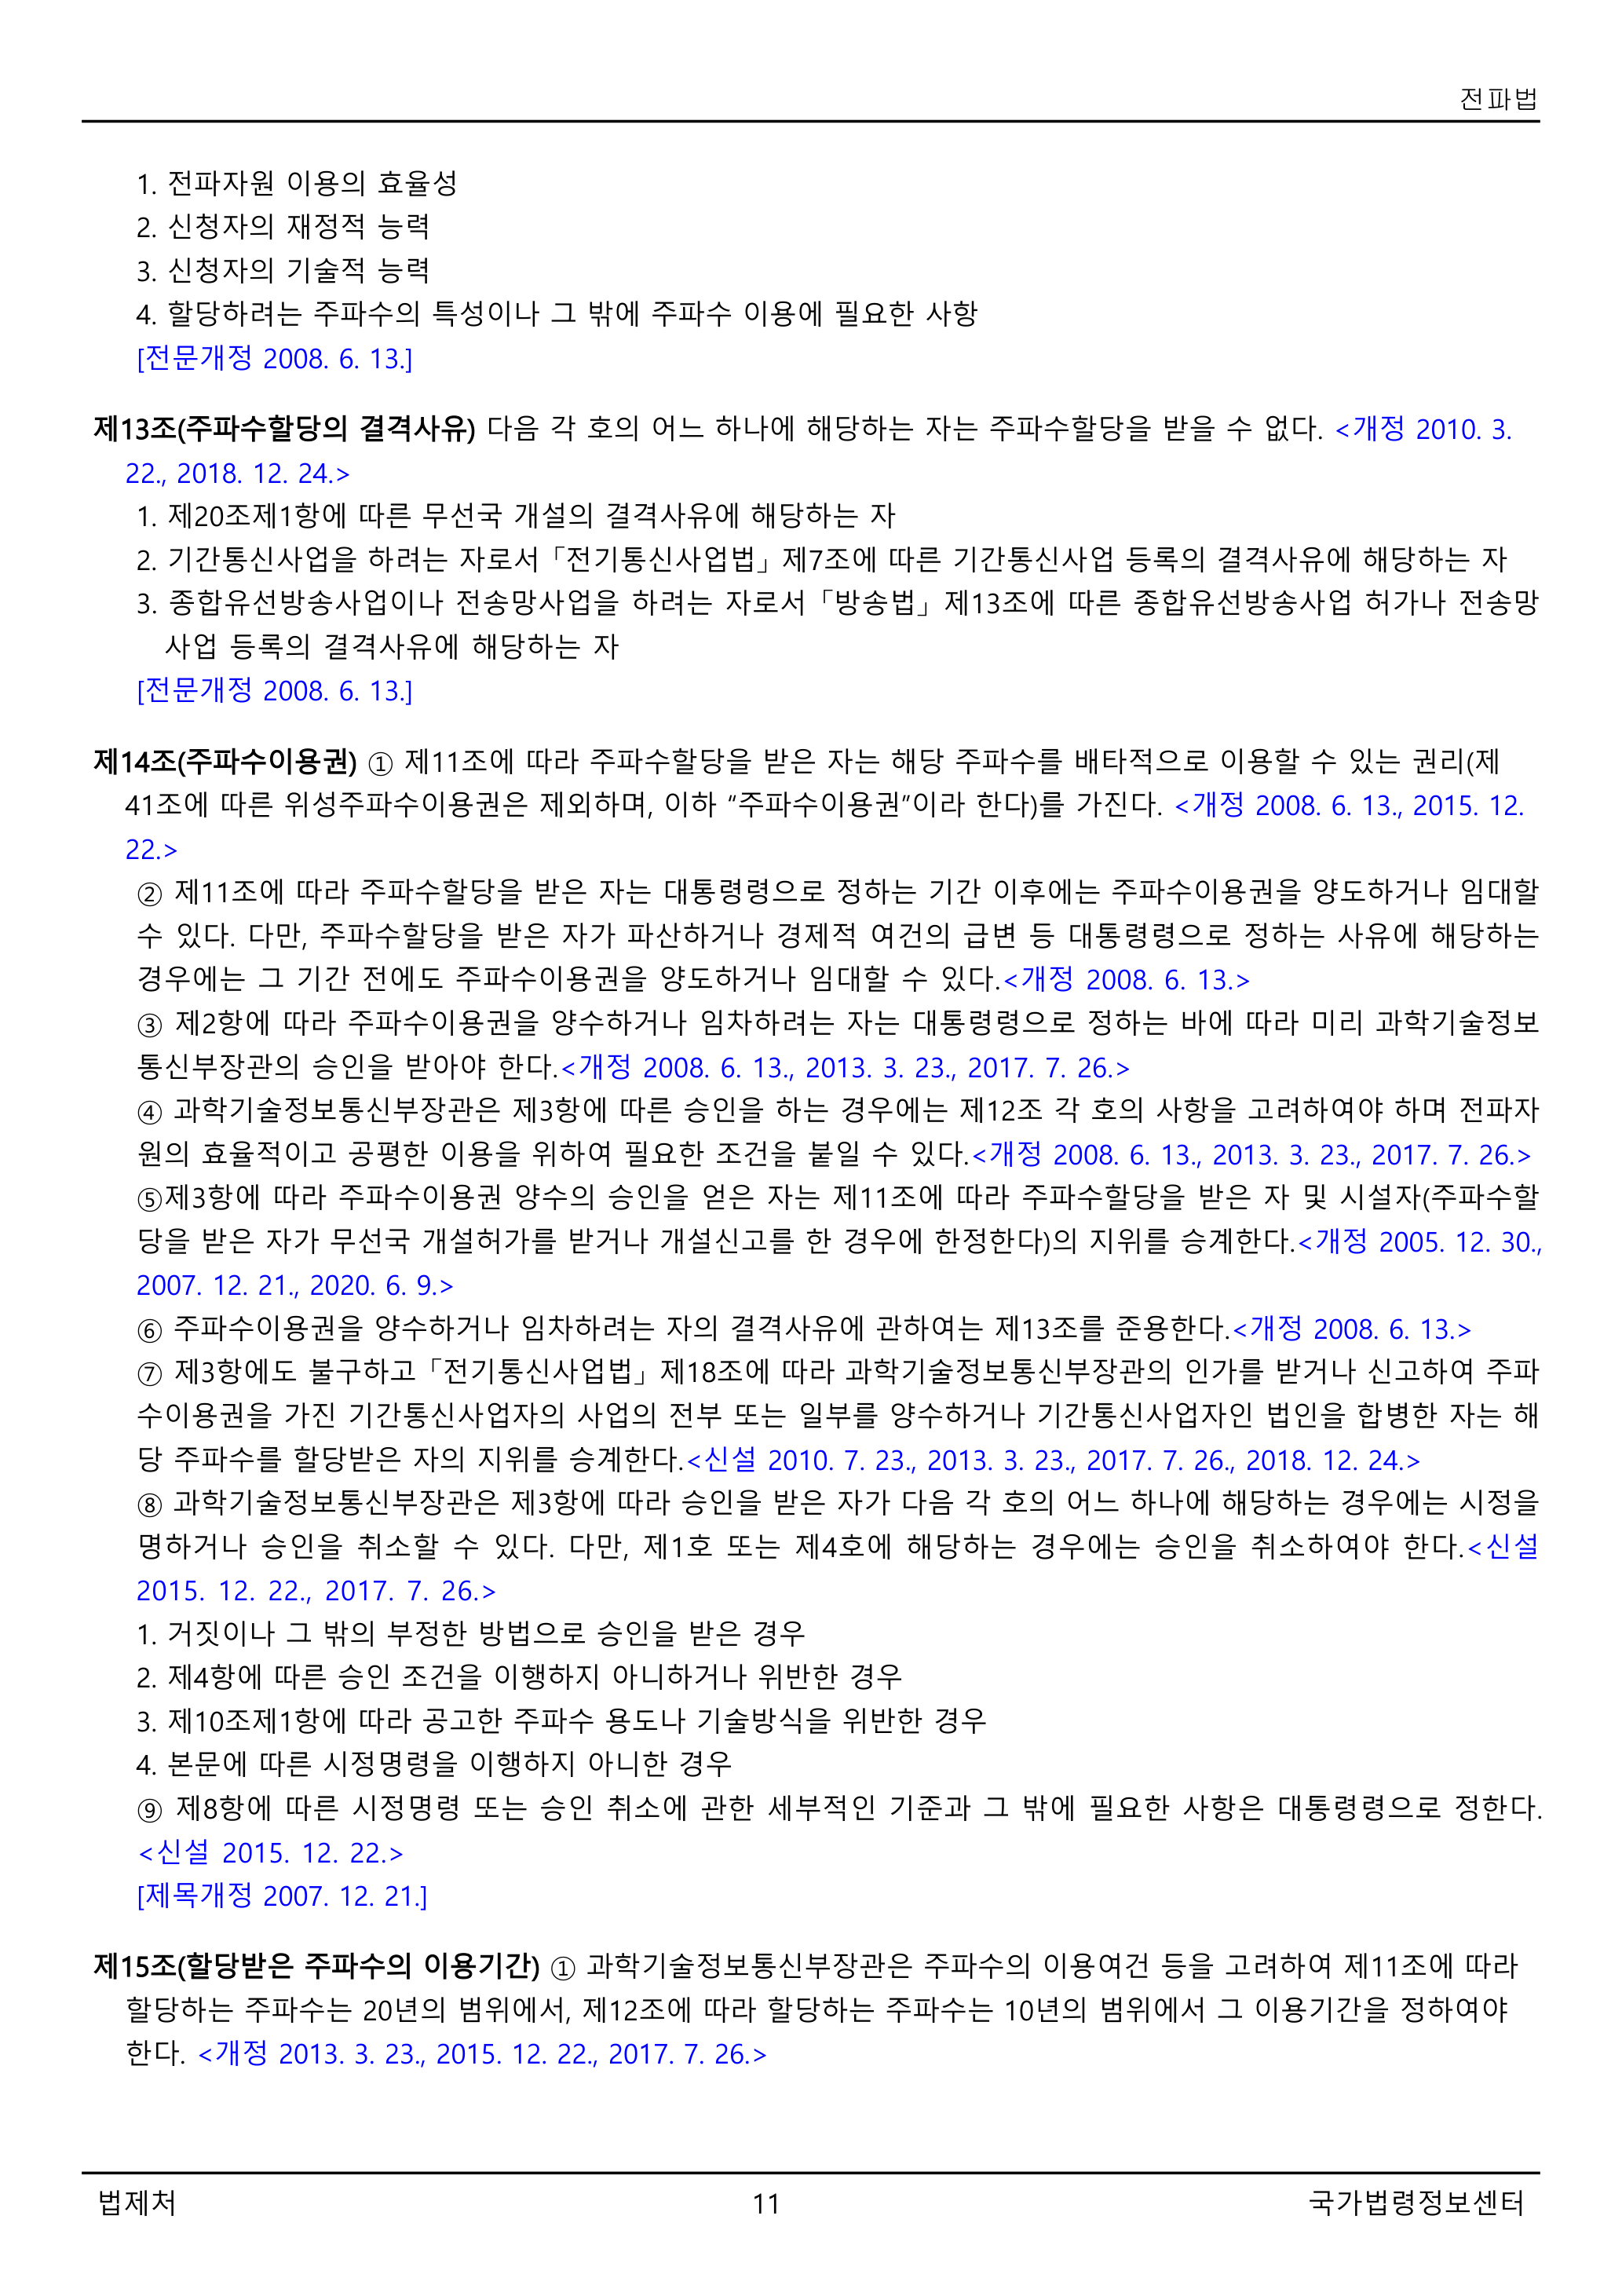 전파법
1. 전파자원 이용의 효율성
2. 신청자의 재정적 능력
3. 신청자의 기술적 능력
4. 할당하려는 주파수의 특성이나 그 밖에 주파수 이용에 필요한 사항
[전문개정 2008. 6. 13.]
제13조(주파수할당의 결격사유) 다음 각 호의 어느 하나에 해당하는 자는 주파수할당을 받을 수 없다. <개정 2010. 3.
22., 2018. 12. 24.>
1. 제20조제1항에 따른 무선국 개설의 결격사유에 해당하는 자
2. 기간통신사업을 하려는 자로서「전기통신사업법」제7조에 따른 기간통신사업 등록의 결격사유에 해당하는 자
3. 종합유선방송사업이나 전송망사업을 하려는 자로서「방송법」제13조에 따른 종합유선방송사업 허가나 전송망
사업 등록의 결격사유에 해당하는 자
[전문개정 2008. 6. 13.]
제14조(주파수이용권) ① 제11조에 따라 주파수할당을 받은 자는 해당 주파수를 배타적으로 이용할 수 있는 권리(제
41조에 따른 위성주파수이용권은 제외하며, 이하 “주파수이용권”이라 한다)를 가진다. <개정 2008. 6. 13., 2015. 12.
22.>
② 제11조에 따라 주파수할당을 받은 자는 대통령령으로 정하는 기간 이후에는 주파수이용권을 양도하거나 임대할
수 있다. 다만, 주파수할당을 받은 자가 파산하거나 경제적 여건의 급변 등 대통령령으로 정하는 사유에 해당하는
경우에는 그 기간 전에도 주파수이용권을 양도하거나 임대할 수 있다.<개정 2008. 6. 13.>
③ 제2항에 따라 주파수이용권을 양수하거나 임차하려는 자는 대통령령으로 정하는 바에 따라 미리 과학기술정보
통신부장관의 승인을 받아야 한다.<개정 2008. 6. 13., 2013. 3. 23., 2017. 7. 26.>
④ 과학기술정보통신부장관은 제3항에 따른 승인을 하는 경우에는 제12조 각 호의 사항을 고려하여야 하며 전파자
원의 효율적이고 공평한 이용을 위하여 필요한 조건을 붙일 수 있다.<개정 2008. 6. 13., 2013. 3. 23., 2017. 7. 26.>
⑤제3항에 따라 주파수이용권 양수의 승인을 얻은 자는 제11조에 따라 주파수할당을 받은 자 및 시설자(주파수할
당을 받은 자가 무선국 개설허가를 받거나 개설신고를 한 경우에 한정한다)의 지위를 승계한다.<개정 2005. 12. 30.,
2007. 12. 21., 2020. 6. 9.>
⑥ 주파수이용권을 양수하거나 임차하려는 자의 결격사유에 관하여는 제13조를 준용한다.<개정 2008. 6. 13.>
⑦ 제3항에도 불구하고「전기통신사업법」제18조에 따라 과학기술정보통신부장관의 인가를 받거나 신고하여 주파
수이용권을 가진 기간통신사업자의 사업의 전부 또는 일부를 양수하거나 기간통신사업자인 법인을 합병한 자는 해
당 주파수를 할당받은 자의 지위를 승계한다.<신설 2010. 7. 23., 2013. 3. 23., 2017. 7. 26., 2018. 12. 24.>
⑧ 과학기술정보통신부장관은 제3항에 따라 승인을 받은 자가 다음 각 호의 어느 하나에 해당하는 경우에는 시정을
명하거나 승인을 취소할 수 있다. 다만, 제1호 또는 제4호에 해당하는 경우에는 승인을 취소하여야 한다.<신설
2015. 12. 22., 2017. 7. 26.>
1. 거짓이나 그 밖의 부정한 방법으로 승인을 받은 경우
2. 제4항에 따른 승인 조건을 이행하지 아니하거나 위반한 경우
3. 제10조제1항에 따라 공고한 주파수 용도나 기술방식을 위반한 경우
4. 본문에 따른 시정명령을 이행하지 아니한 경우
⑨ 제8항에 따른 시정명령 또는 승인 취소에 관한 세부적인 기준과 그 밖에 필요한 사항은 대통령령으로 정한다.
<신설 2015. 12. 22.>
[제목개정 2007. 12. 21.]
제15조(할당받은 주파수의 이용기간) ① 과학기술정보통신부장관은 주파수의 이용여건 등을 고려하여 제11조에 따라
할당하는 주파수는 20년의 범위에서, 제12조에 따라 할당하는 주파수는 10년의 범위에서 그 이용기간을 정하여야
한다. <개정 2013. 3. 23., 2015. 12. 22., 2017. 7. 26.>
법제처 11 국가법령정보센터